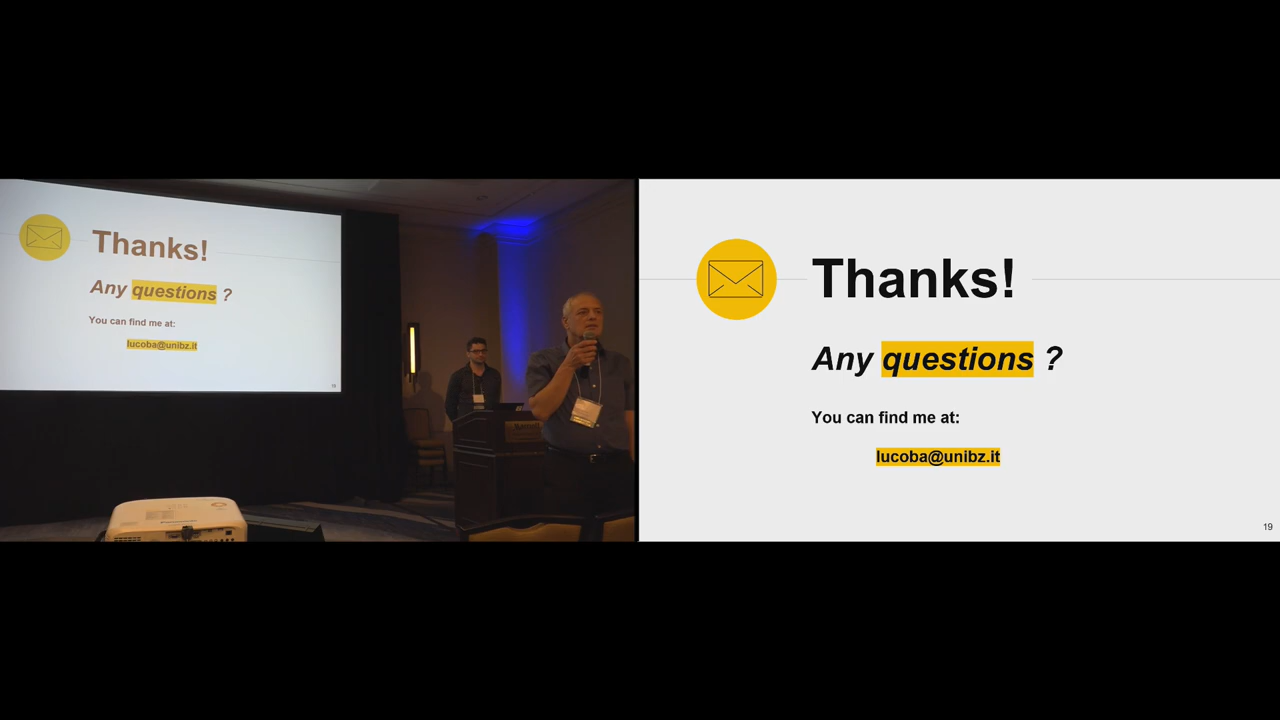 Thanks!
Any questions ?
You can find me at:
lucoba@unibz.it
19
Thanks!
Any questions ?
You can find me at:
lucoba@unibz.it
19